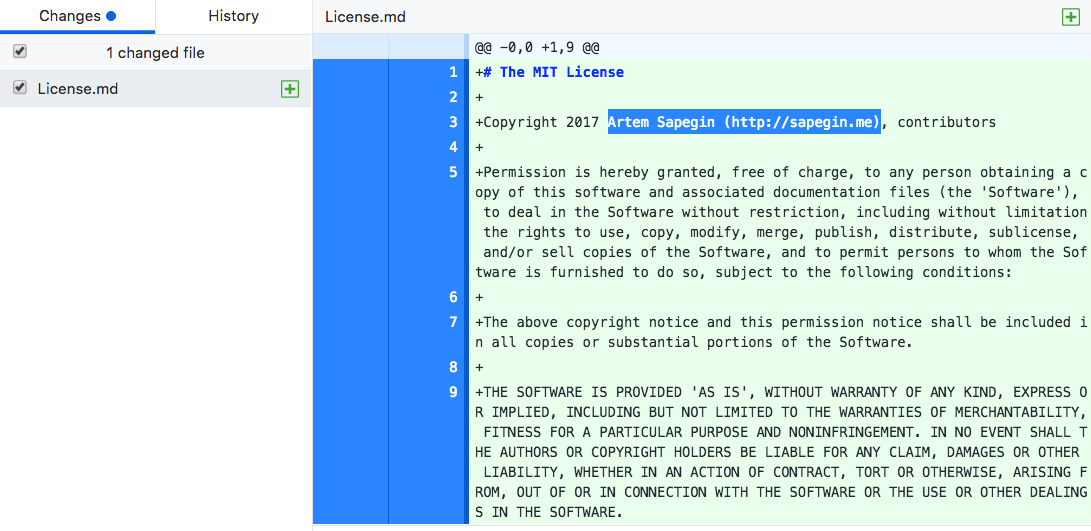 Changes
History
License.md
1 changed file
License.md
@@ -0,0 +1,9 @@
1 +# The MIT License
2 +
3 +Copyright 2017 Artem Sapegin (http://sapegin.me), contributors
4 +
5 +Permission is hereby granted, free of charge, to any person obtaining a c
opy of this software and associated documentation files (the 'Software'),
to deal in the Software without restriction, including without limitation
the rights to use, copy, modify, merge, publish, distribute, sublicense,
and/or sell copies of the Software, and to permit persons to whom the Sof
tware is furnished to do so, subject to the following conditions:
6 +
7 +The above copyright notice and this permission notice shall be included i
n all copies or substantial portions of the Software.
8 +
9 +THE SOFTWARE IS PROVIDED 'AS IS', WITHOUT WARRANTY OF ANY KIND, EXPRESS O
R IMPLIED, INCLUDING BUT NOT LIMITED TO THE WARRANTIES OF MERCHANTABILITY,
FITNESS FOR A PARTICULAR PURPOSE AND NONINFRINGEMENT. IN NO EVENT SHALL T
HE AUTHORS OR COPYRIGHT HOLDERS BE LIABLE FOR ANY CLAIM, DAMAGES OR OTHER
LIABILITY, WHETHER IN AN ACTION OF CONTRACT, TORT OR OTHERWISE, ARISING F
ROM, OUT OF OR IN CONNECTION WITH THE SOFTWARE OR THE USE OR OTHER DEALING
S IN THE SOFTWARE.